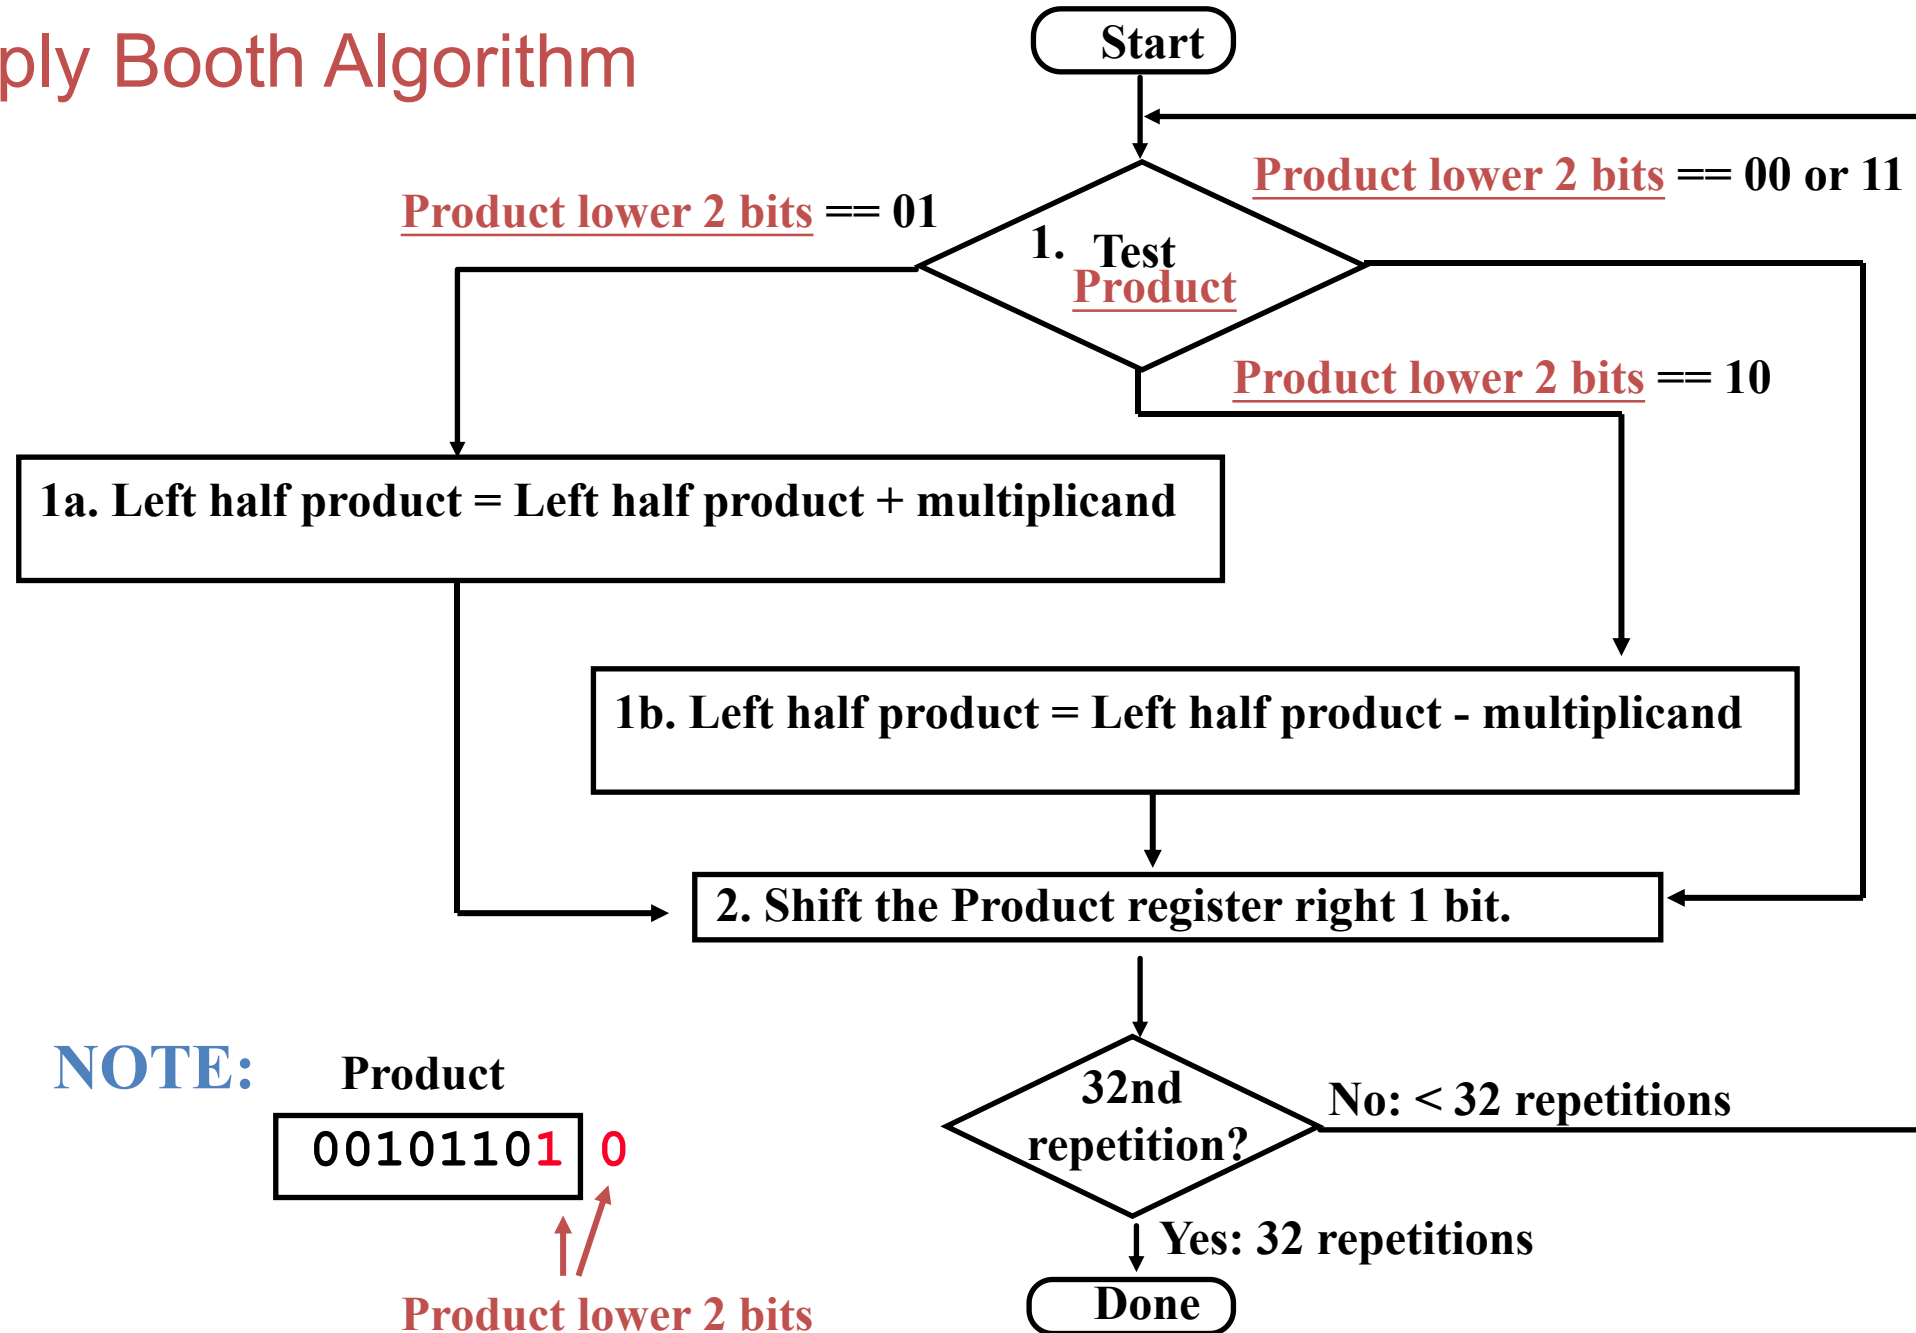 ply Booth Algorithm
Start
Product lower 2 bits == 00 or 11
Product lower 2 bits == 01
1. Test
Product
Product lower 2 bits == 10
1a. Left half product = Left half product + multiplicand
1b. Left half product = Left half product - multiplicand
2. Shift the Product register right 1 bit.
NOTE:
Product
00101101 0
Product lower 2 bits
32nd
repetition?
No: < 32 repetitions
Yes: 32 repetitions
Done